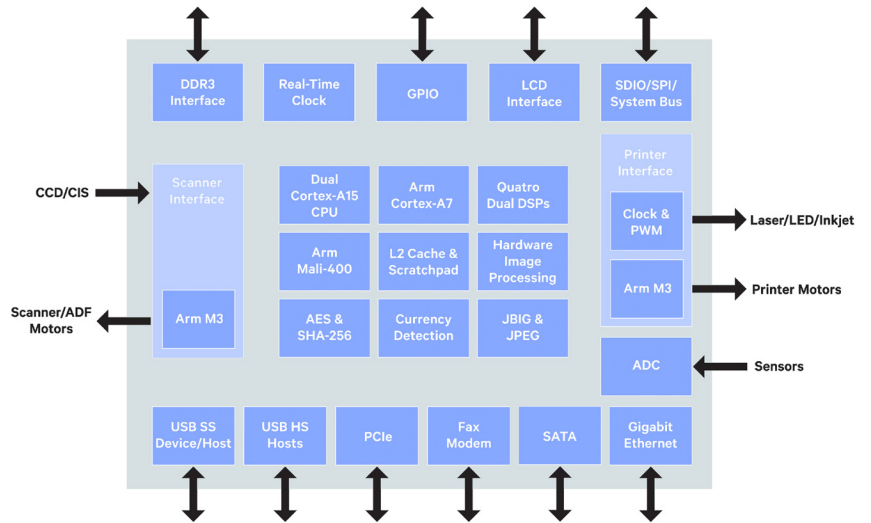 DDR3
Interface
Real-Time
Clock
GPIO
LCD
Interface
SDIO/SPI/
System Bus
CCD/CIS
Scanner
Interface
Arm M3
Scanner/ADF
Motors
Dual
Cortex-A15
CPU
Arm
Cortex-A7
Quatro
Dual DSPs
Arm
Mali-400
L2 Cache &
Scratchpad
Hardware
Image
Processing
AES &
SHA-256
Currency
Detection
JBIG &
JPEG
Printer
Interface
Clock &
PWM
Laser/LED/Inkjet
Arm M3
Printer Motors
ADC
Sensors
USB SS
Device/Host
USB HS
Hosts
PCIe
Fax
Modem
SATA
Gigabit
Ethernet